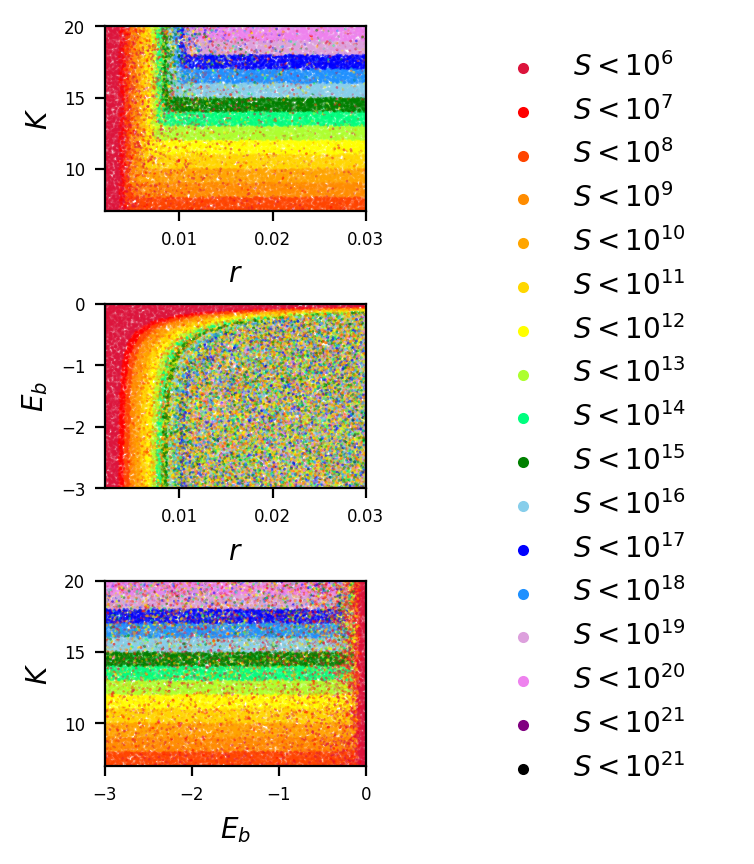 20
15
10
K
0.01 0.02 0.03
r
0
−1
−2
−3
E_b
0.01 0.02 0.03
r
20
15
10
K
−3 −2 −1 0
E_b
S < 10^6
S < 10^7
S < 10^8
S < 10^9
S < 10^10
S < 10^11
S < 10^12
S < 10^13
S < 10^14
S < 10^15
S < 10^16
S < 10^17
S < 10^18
S < 10^19
S < 10^20
S < 10^21
S < 10^21